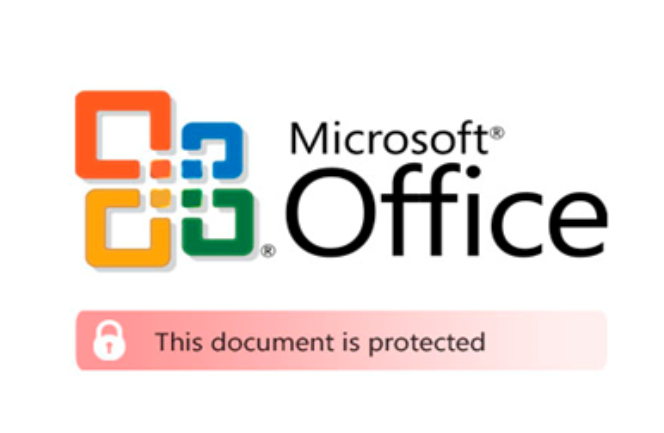 Microsoft®
Office
®
This document is protected